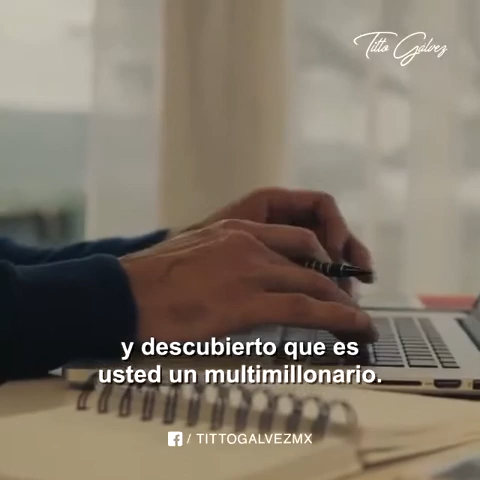 Titto Galvez
y descubierto que es
usted un multimillonario.
/ TITTOGALVEZMX